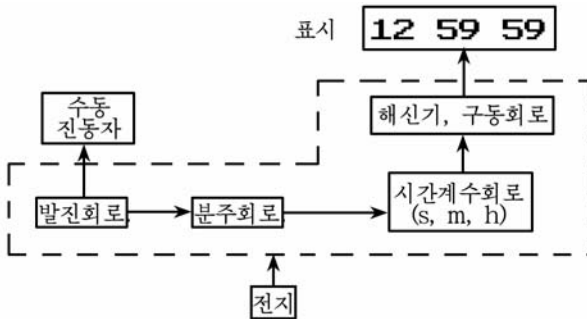 표시
12 59 59
수동
진동자
해신기, 구동회로
발진회로
분주회로
시간계수회로
(s, m, h)
전지